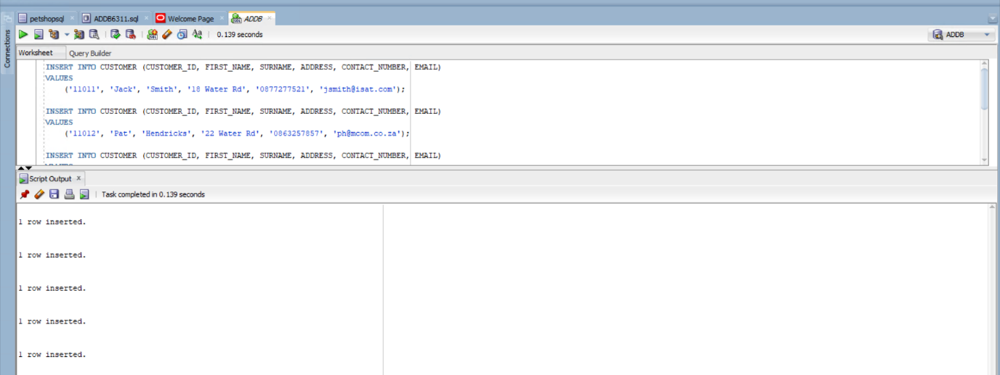 petshopsql
ADDB6311.sql
Welcome Page
ADDB
0.139 seconds
ADDB
Connections
Worksheet
Query Builder
INSERT INTO CUSTOMER (CUSTOMER_ID, FIRST_NAME, SURNAME, ADDRESS, CONTACT_NUMBER, EMAIL)
VALUES
('11011', 'Jack', 'Smith', '18 Water Rd', '0877277521', 'jsmith@isat.com');
INSERT INTO CUSTOMER (CUSTOMER_ID, FIRST_NAME, SURNAME, ADDRESS, CONTACT_NUMBER, EMAIL)
VALUES
('11012', 'Pat', 'Hendricks', '22 Water Rd', '0863257857', 'ph@mcom.co.za');
INSERT INTO CUSTOMER (CUSTOMER_ID, FIRST_NAME, SURNAME, ADDRESS, CONTACT_NUMBER, EMAIL)
Script Output
Task completed in 0.139 seconds
1 row inserted.
1 row inserted.
1 row inserted.
1 row inserted.
1 row inserted.